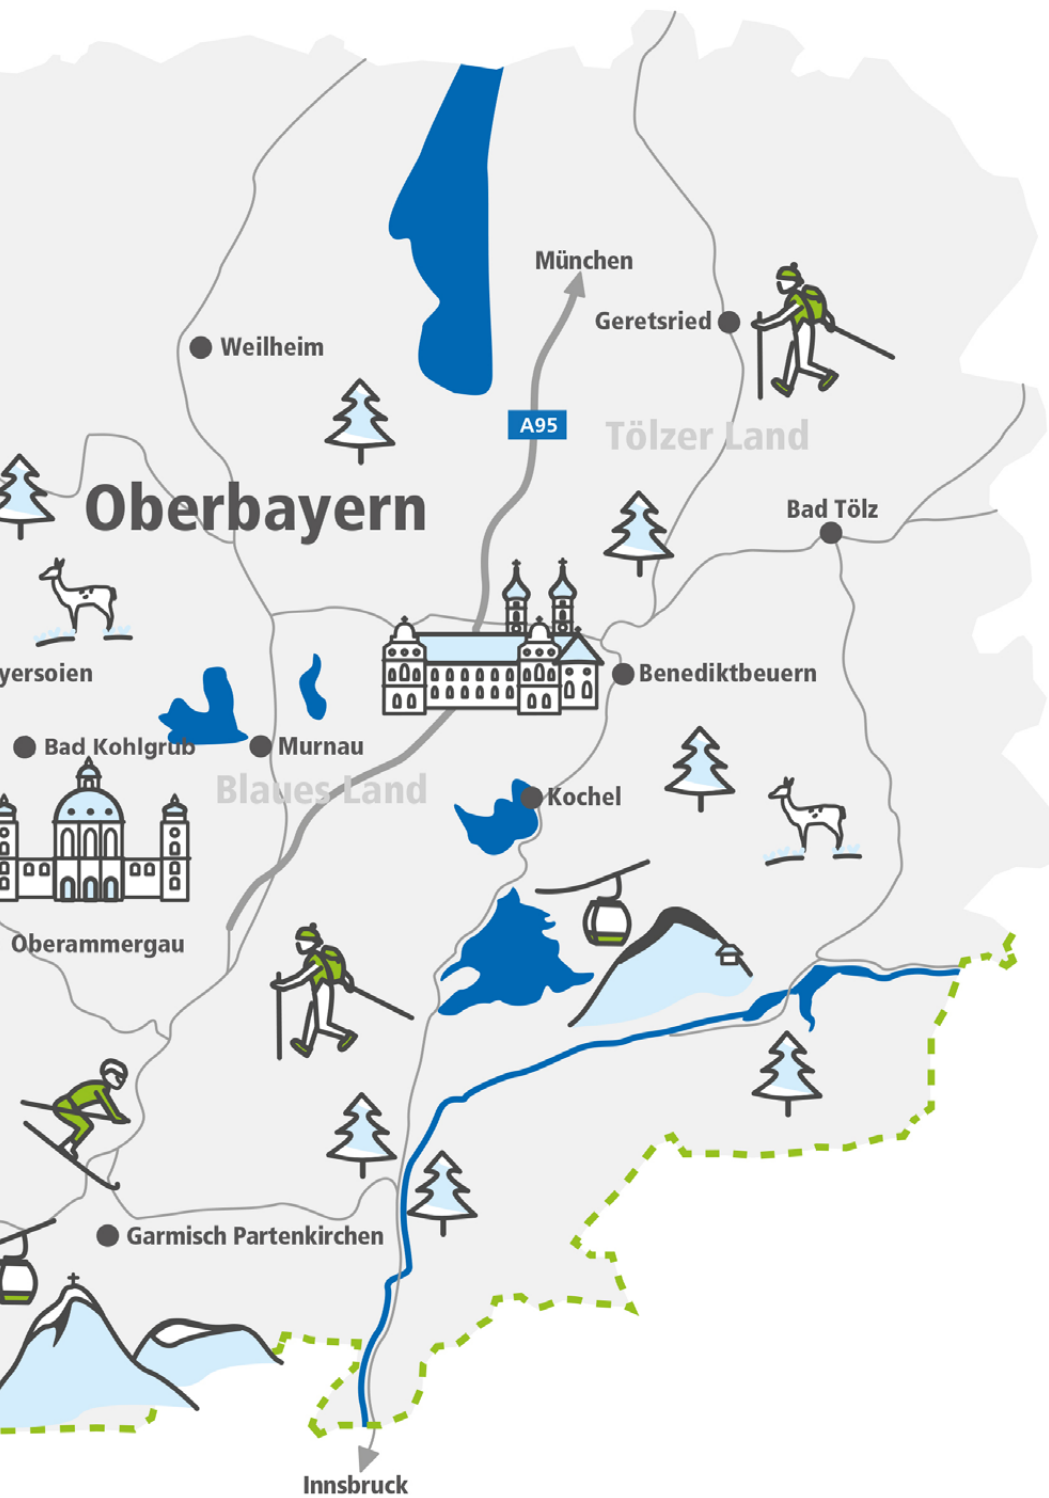 München
Geretsried
Weilheim
A95
Tölzer Land
Oberbayern
Bad Tölz
yersoien
Benediktbeuern
Bad Kohlgrub
Murnau
Blaues Land
Kochel
Oberammergau
Garmisch Partenkirchen
Innsbruck